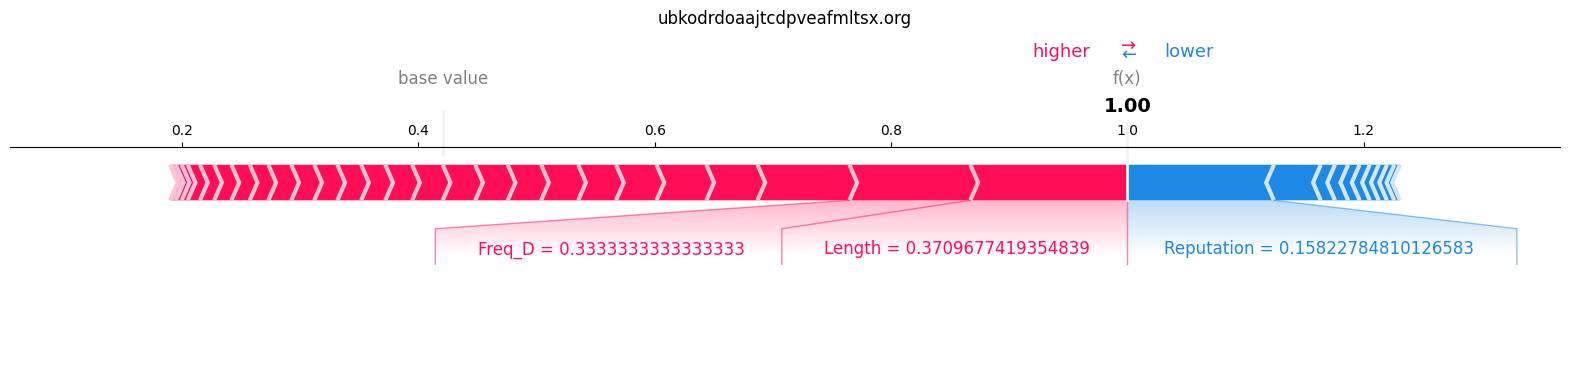 ubkodrdoaajtcdpveafmltsx.org
higher → ← lower
base value f(x)
1.00
0.2 0.4 0.6 0.8 1.0 1.2
Freq_D = 0.3333333333333333 Length = 0.3709677419354839 Reputation = 0.15822784810126583